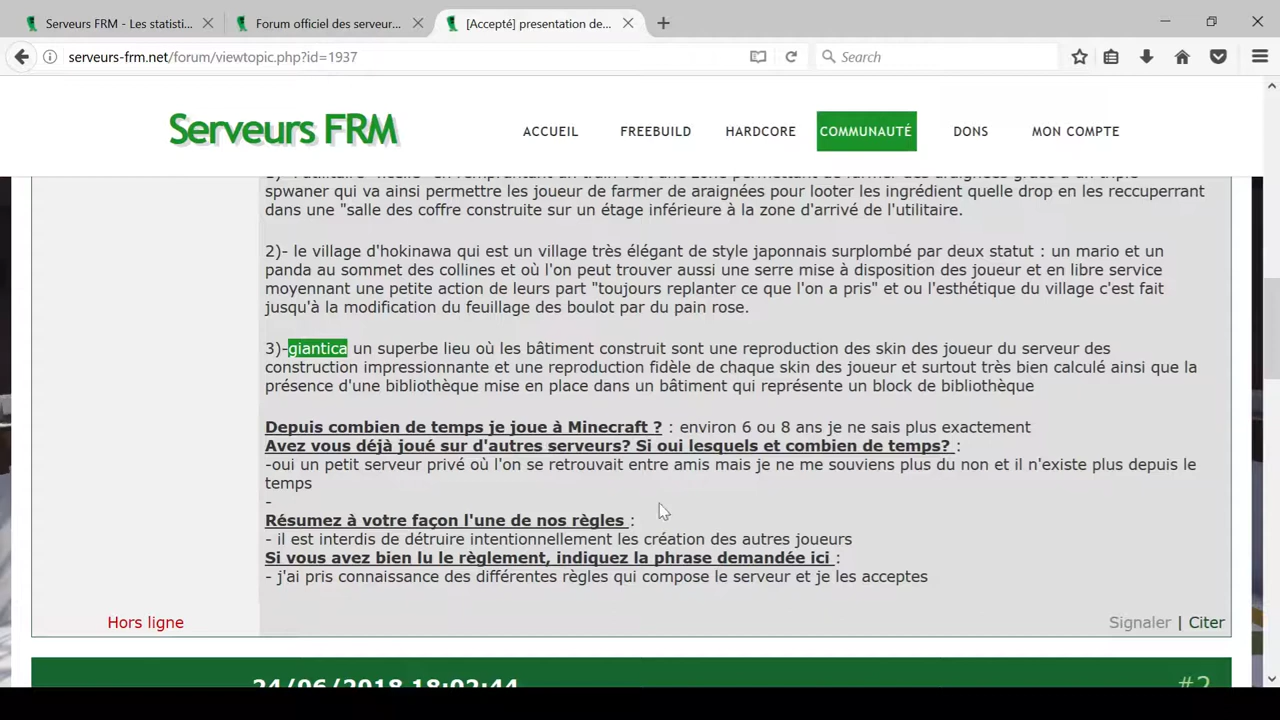 Serveurs FRM - Les statisti...
Forum officiel des serveur...
[Accepté] presentation de...
serveurs-frm.net/forum/viewtopic.php?id=1937
Search
Serveurs FRM
ACCUEIL
FREEBUILD
HARDCORE
COMMUNAUTÉ
DONS
MON COMPTE
spwaner qui va ainsi permettre les joueur de farmer de araignées pour looter les ingrédient quelle drop en les reccuperrant
dans une "salle des coffre construite sur un étage inférieure à la zone d'arrivé de l'utilitaire.
2)- le village d'hokinawa qui est un village très élégant de style japonnais surplombé par deux statut : un mario et un
panda au sommet des collines et où l'on peut trouver aussi une serre mise à disposition des joueur et en libre service
moyennant une petite action de leurs part "toujours replanter ce que l'on a pris" et ou l'esthétique du village c'est fait
jusqu'à la modification du feuillage des boulot par du pain rose.
3)-giantica un superbe lieu où les bâtiment construit sont une reproduction des skin des joueur du serveur des
construction impressionnante et une reproduction fidèle de chaque skin des joueur et surtout très bien calculé ainsi que la
présence d'une bibliothèque mise en place dans un bâtiment qui représente un block de bibliothèque
Depuis combien de temps je joue à Minecraft ? : environ 6 ou 8 ans je ne sais plus exactement
Avez vous déjà joué sur d'autres serveurs? Si oui lesquels et combien de temps? :
-oui un petit serveur privé où l'on se retrouvait entre amis mais je ne me souviens plus du non et il n'existe plus depuis le
temps
-
Résumez à votre façon l'une de nos règles :
- il est interdis de détruire intentionnellement les création des autres joueurs
Si vous avez bien lu le règlement, indiquez la phrase demandée ici :
- j'ai pris connaissance des différentes règles qui compose le serveur et je les acceptes
Hors ligne
Signaler | Citer
24/06/2018 18:02:44
#2